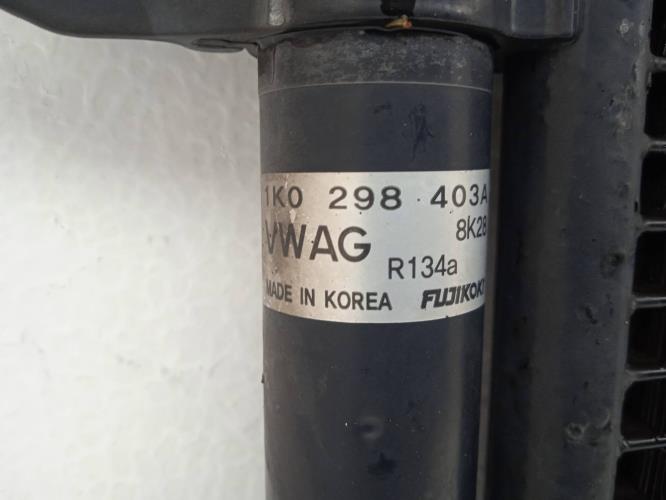 1K0 298 403A
8K28
VWAG
R134a
MADE IN KOREA FUJIKOKI